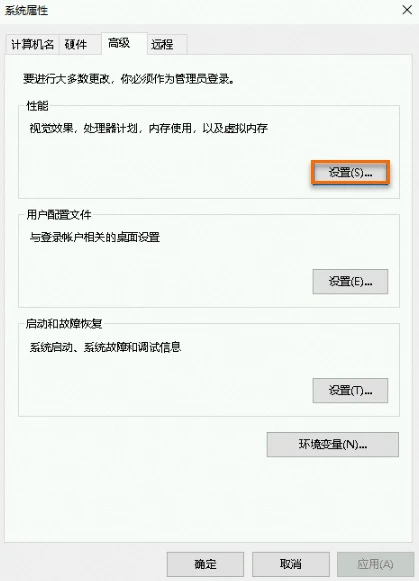 系统属性
计算机名 硬件 高级 远程
要进行大多数更改，你必须作为管理员登录。
性能
视觉效果，处理器计划，内存使用，以及虚拟内存
设置(S)...
用户配置文件
与登录帐户相关的桌面设置
设置(E)...
启动和故障恢复
系统启动、系统故障和调试信息
设置(T)...
环境变量(N)...
确定 取消 应用(A)